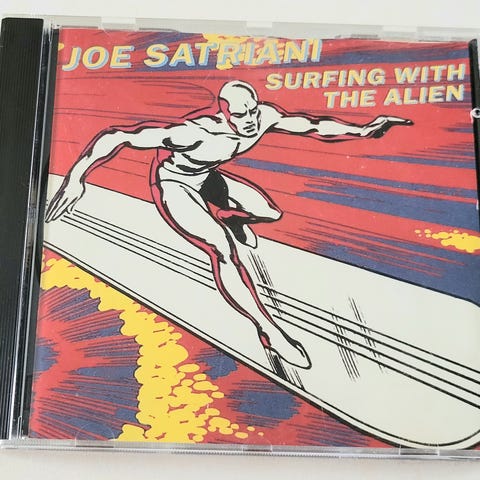 JOE SATRIANI
SURFING WITH
THE ALIEN